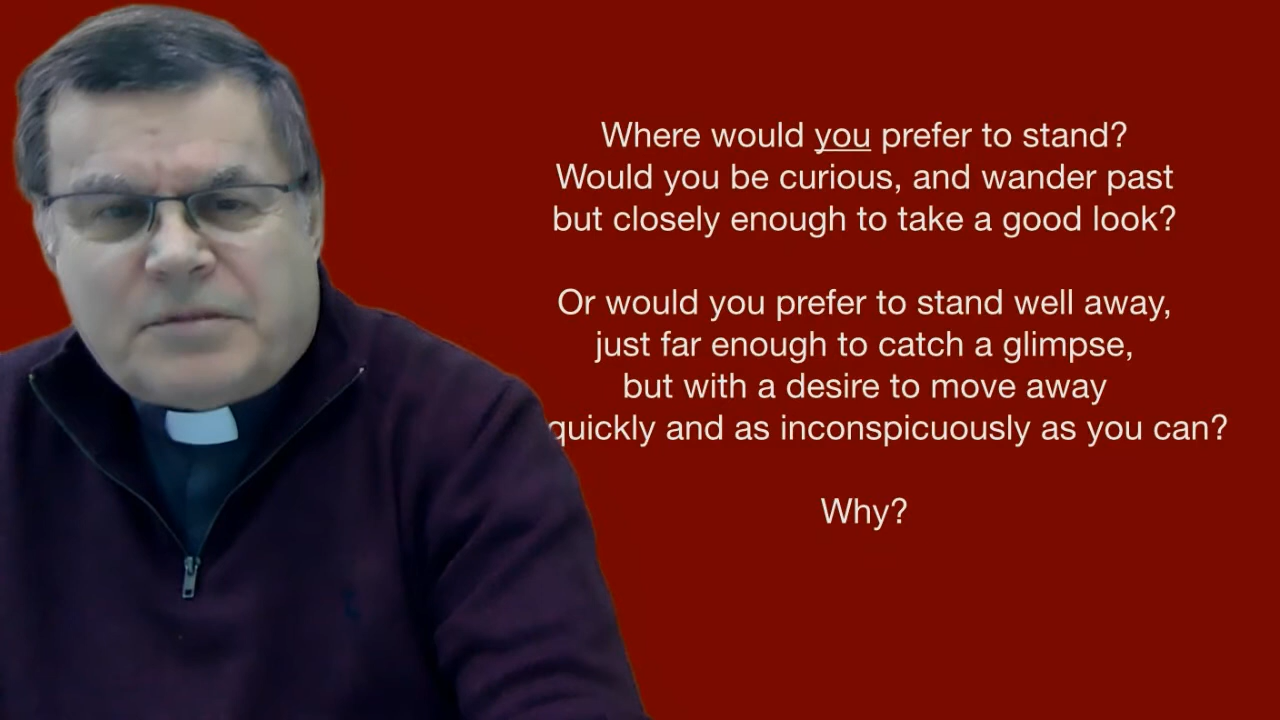 Where would you prefer to stand?
Would you be curious, and wander past
but closely enough to take a good look?
Or would you prefer to stand well away,
just far enough to catch a glimpse,
but with a desire to move away
quickly and as inconspicuously as you can?
Why?